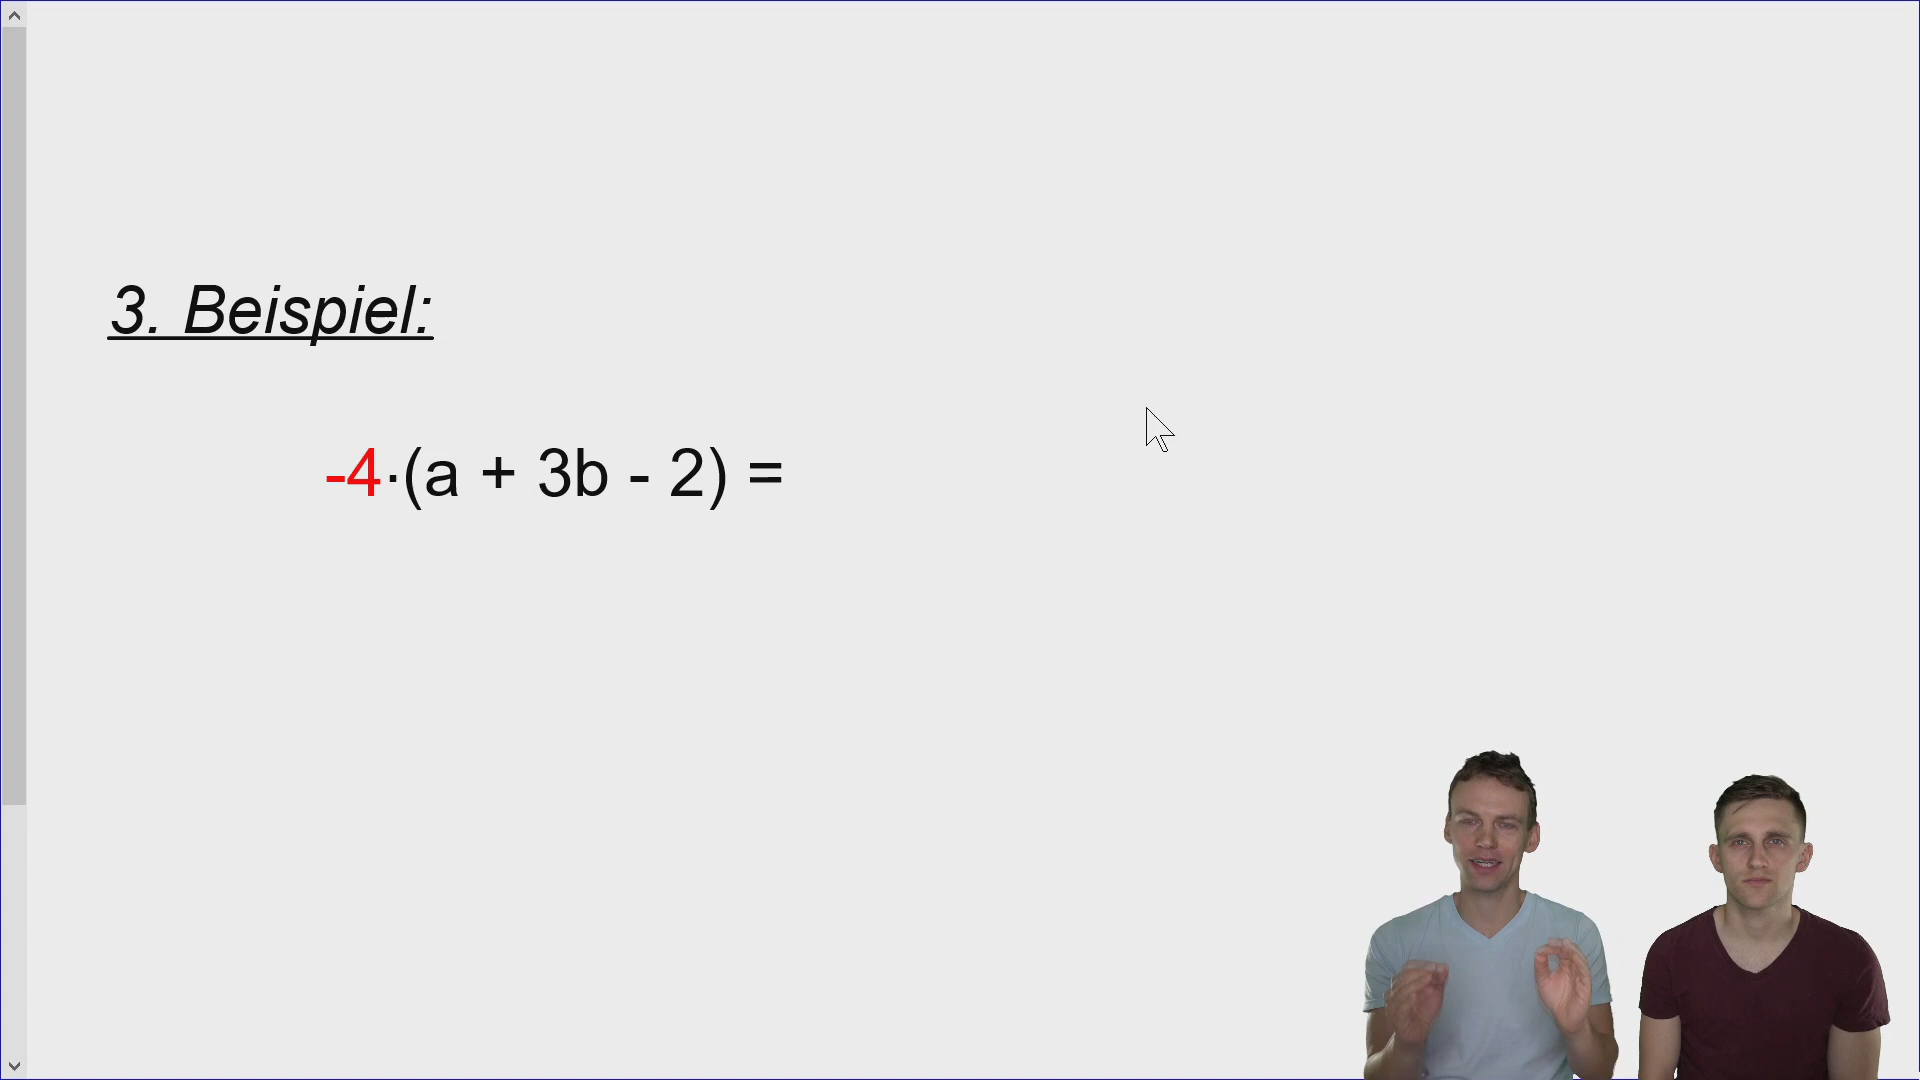 3. Beispiel:
-4·(a + 3b - 2) =